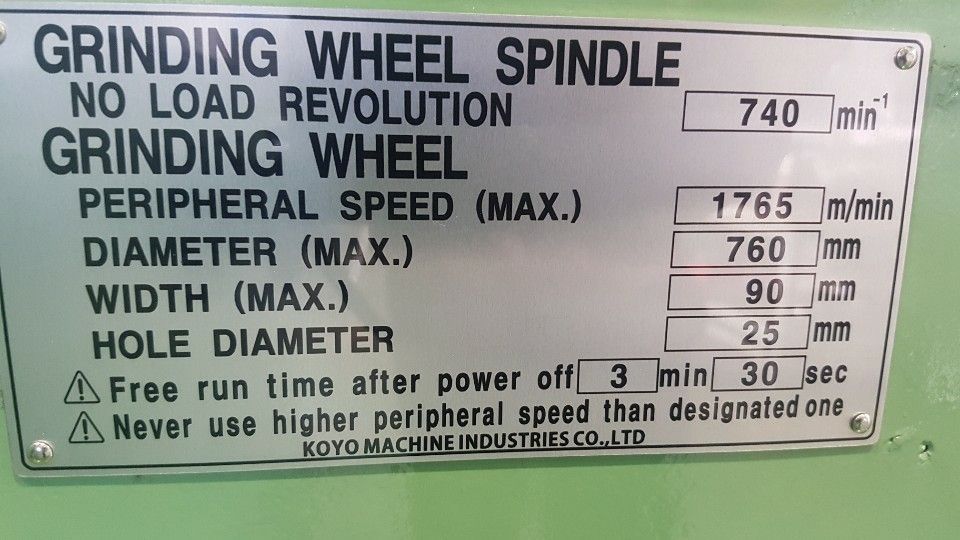 GRINDING WHEEL SPINDLE
NO LOAD REVOLUTION 740 min-1
GRINDING WHEEL
PERIPHERAL SPEED (MAX.) 1765 m/min
DIAMETER (MAX.) 760 mm
WIDTH (MAX.) 90 mm
HOLE DIAMETER 25 mm
⚠ Free run time after power off 3 min 30 sec
⚠ Never use higher peripheral speed than designated one
KOYO MACHINE INDUSTRIES CO.,LTD